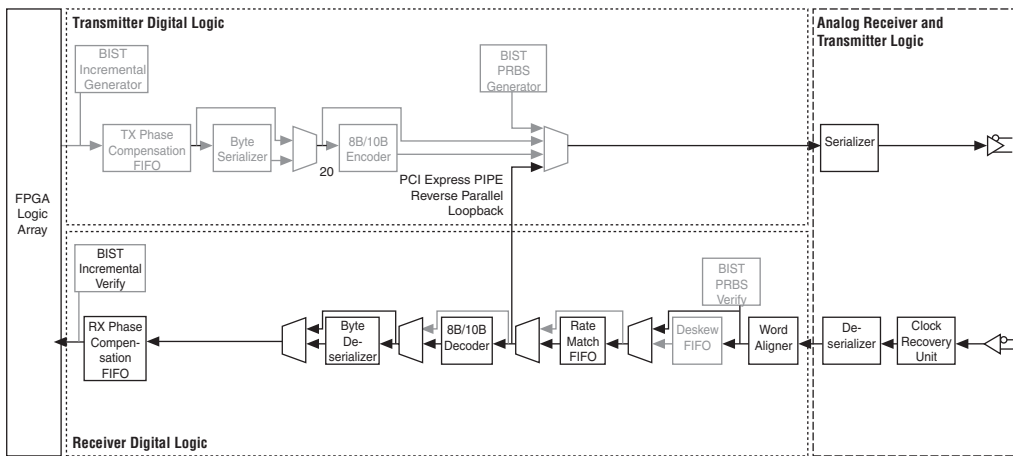 Transmitter Digital Logic
Analog Receiver and
Transmitter Logic
BIST
Incremental
Generator
BIST
PRBS
Generator
TX Phase
Compensation
FIFO
Byte
Serializer
20
8B/10B
Encoder
Serializer
PCI Express PIPE
Reverse Parallel
Loopback
FPGA
Logic
Array
BIST
Incremental
Verify
BIST
PRBS
Verify
RX Phase
Compen-
sation
FIFO
Byte
De-
serializer
8B/10B
Decoder
Rate
Match
FIFO
Deskew
FIFO
Word
Aligner
De-
serializer
Clock
Recovery
Unit
Receiver Digital Logic